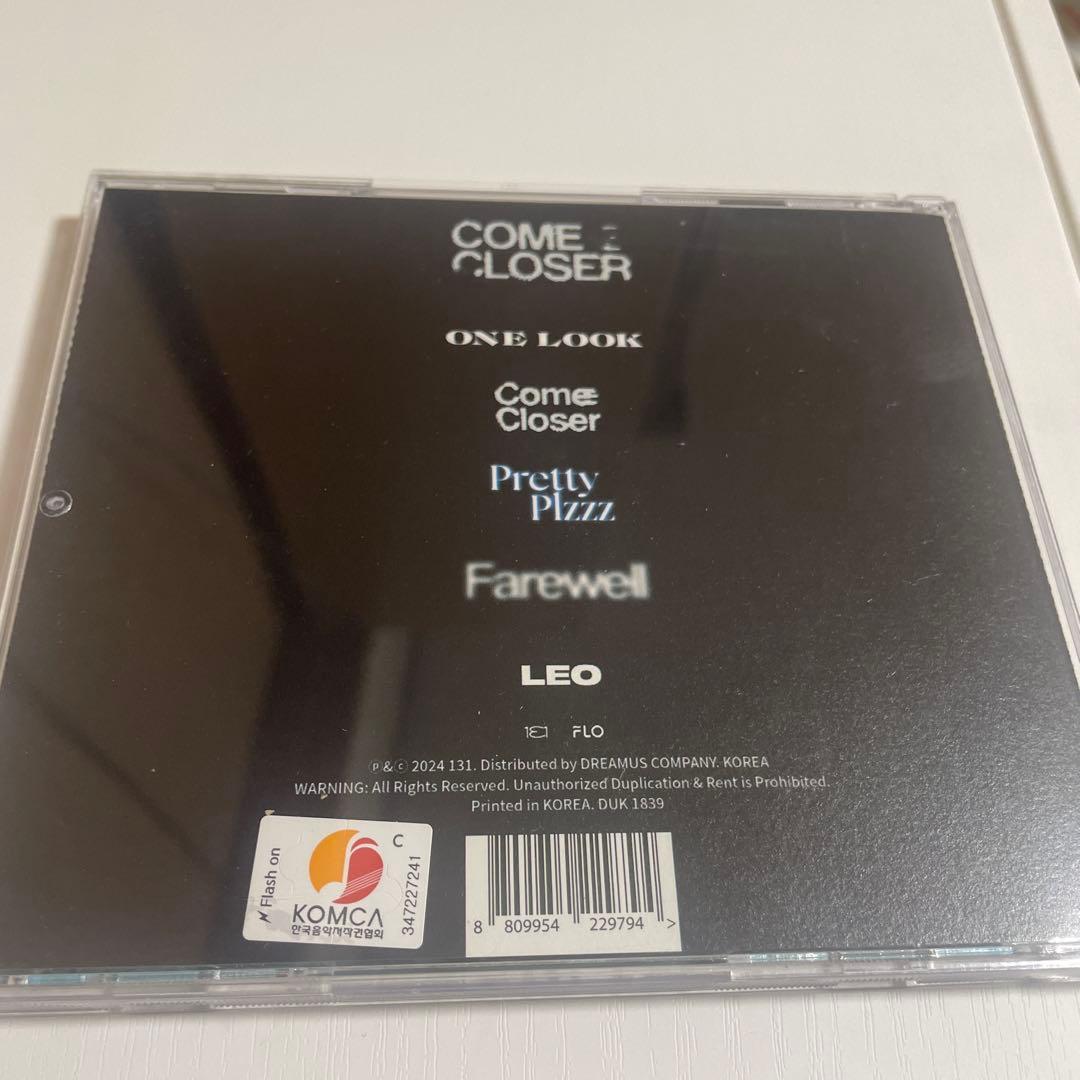 COME
CLOSER
ONE LOOK
Come
Closer
Pretty
Plzzz
Farewell
LEO
131 FLO
℗ & © 2024 131. Distributed by DREAMUS COMPANY. KOREA
WARNING: All Rights Reserved. Unauthorized Duplication & Rent is Prohibited.
Printed in KOREA. DUK 1839
Flash on
C
KOMCA
한국음악저작권협회
347227241
8 809954 229794 >